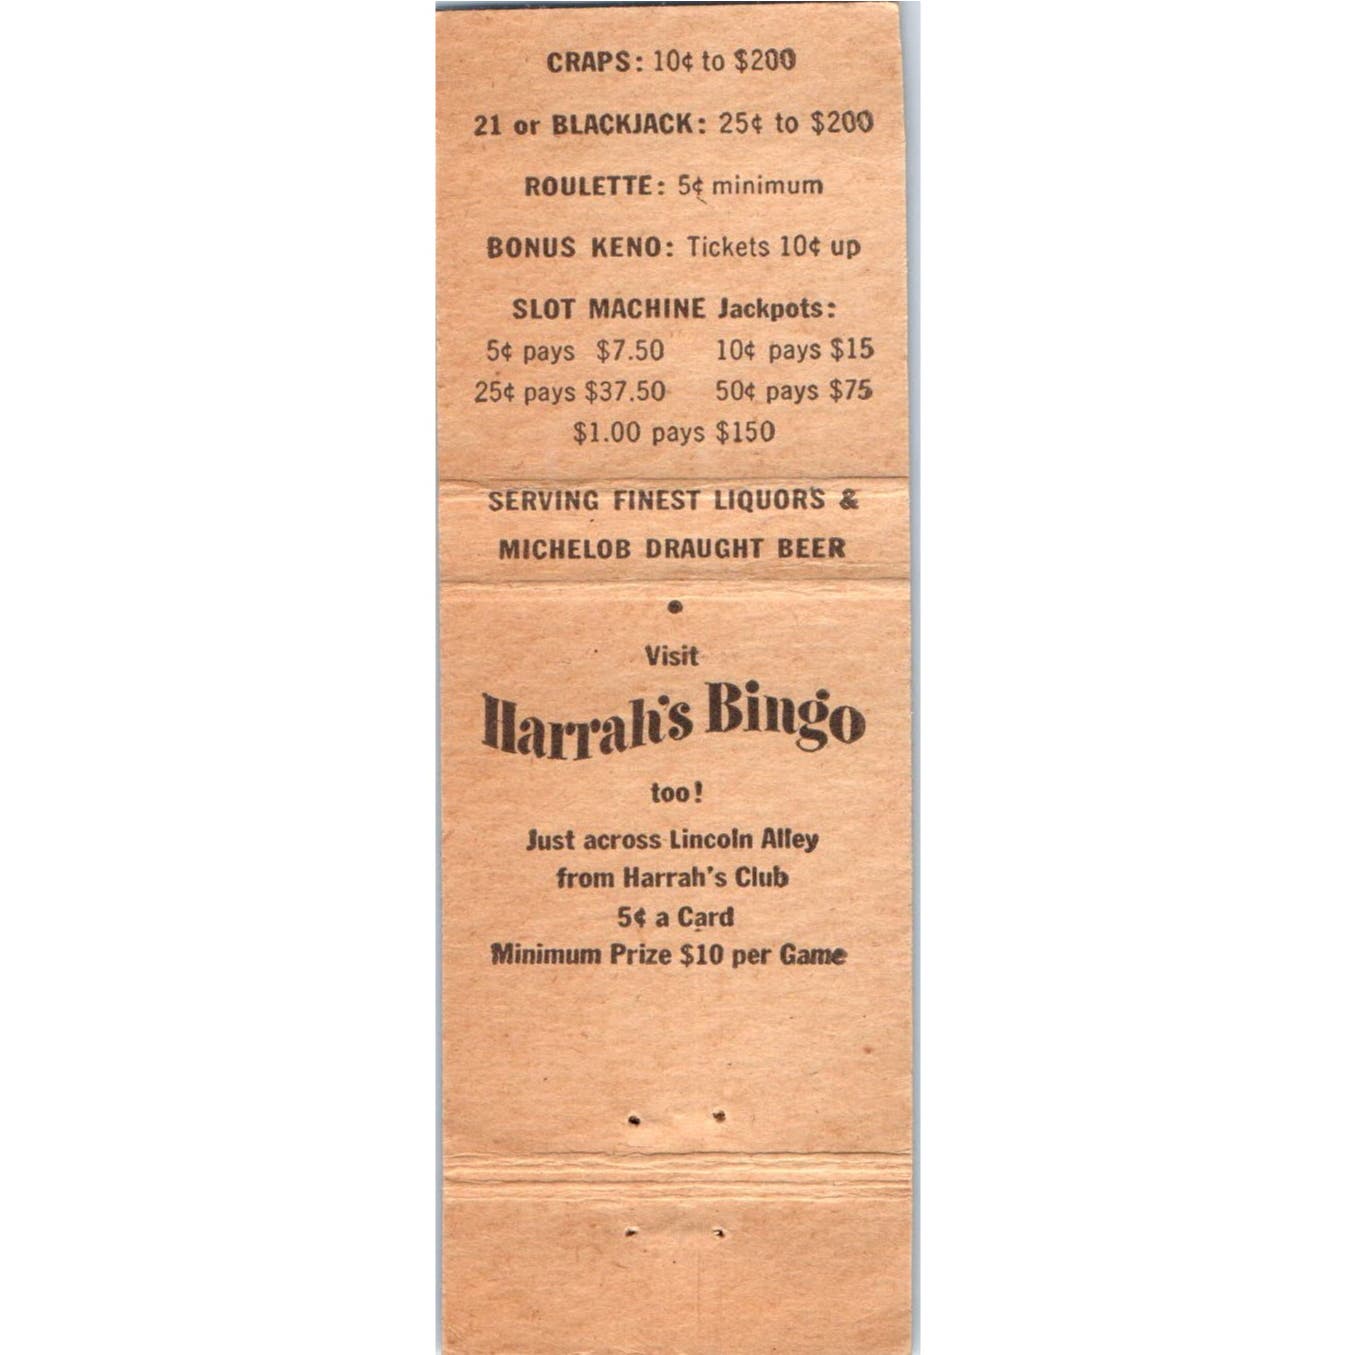 CRAPS: 10¢ to $200
21 or BLACKJACK: 25¢ to $200
ROULETTE: 5¢ minimum
BONUS KENO: Tickets 10¢ up
SLOT MACHINE Jackpots:
5¢ pays $7.50 10¢ pays $15
25¢ pays $37.50 50¢ pays $75
$1.00 pays $150
SERVING FINEST LIQUORS &
MICHELOB DRAUGHT BEER
Visit
Harrah's Bingo
too!
Just across Lincoln Alley
from Harrah's Club
5¢ a Card
Minimum Prize $10 per Game